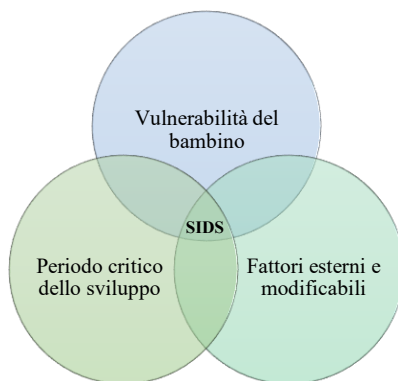 Vulnerabilità del
bambino
SIDS
Periodo critico
dello sviluppo
Fattori esterni e
modificabili